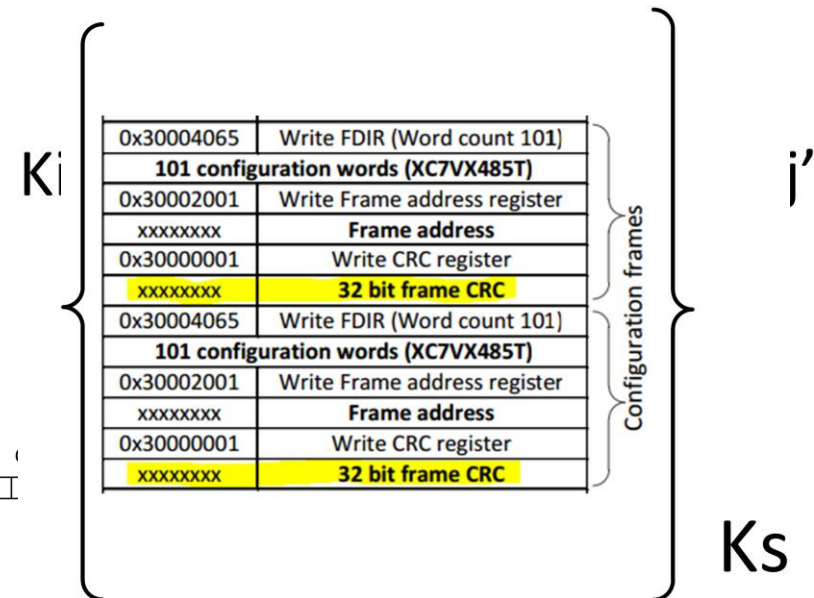 0x30004065 Write FDIR (Word count 101)
101 configuration words (XC7VX485T)
0x30002001 Write Frame address register
xxxxxxxx Frame address
0x30000001 Write CRC register
xxxxxxxx 32 bit frame CRC
0x30004065 Write FDIR (Word count 101)
101 configuration words (XC7VX485T)
0x30002001 Write Frame address register
xxxxxxxx Frame address
0x30000001 Write CRC register
xxxxxxxx 32 bit frame CRC
Configuration frames
Ki
j’
Ks